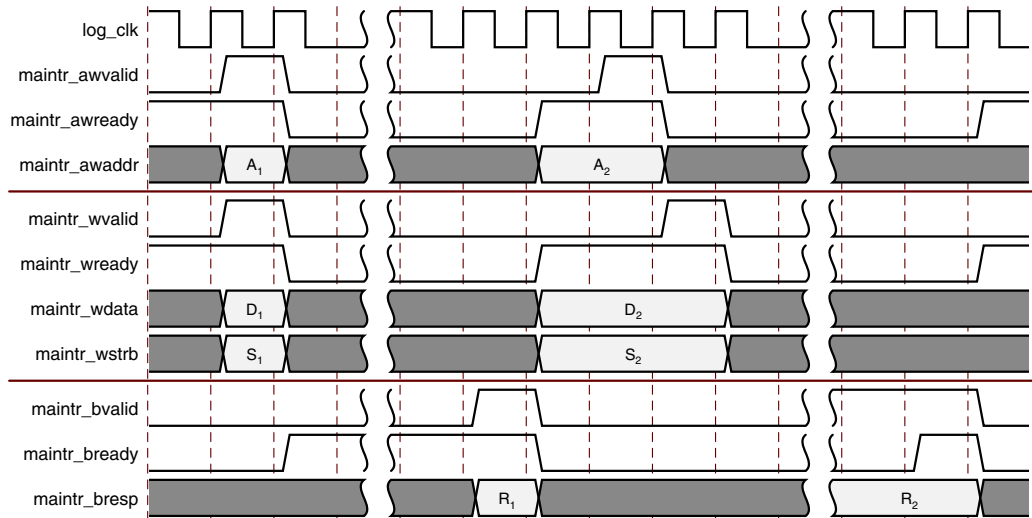 log_clk
maintr_awvalid
maintr_awready
maintr_awaddr A₁ A₂
maintr_wvalid
maintr_wready
maintr_wdata D₁ D₂
maintr_wstrb S₁ S₂
maintr_bvalid
maintr_bready
maintr_bresp R₁ R₂